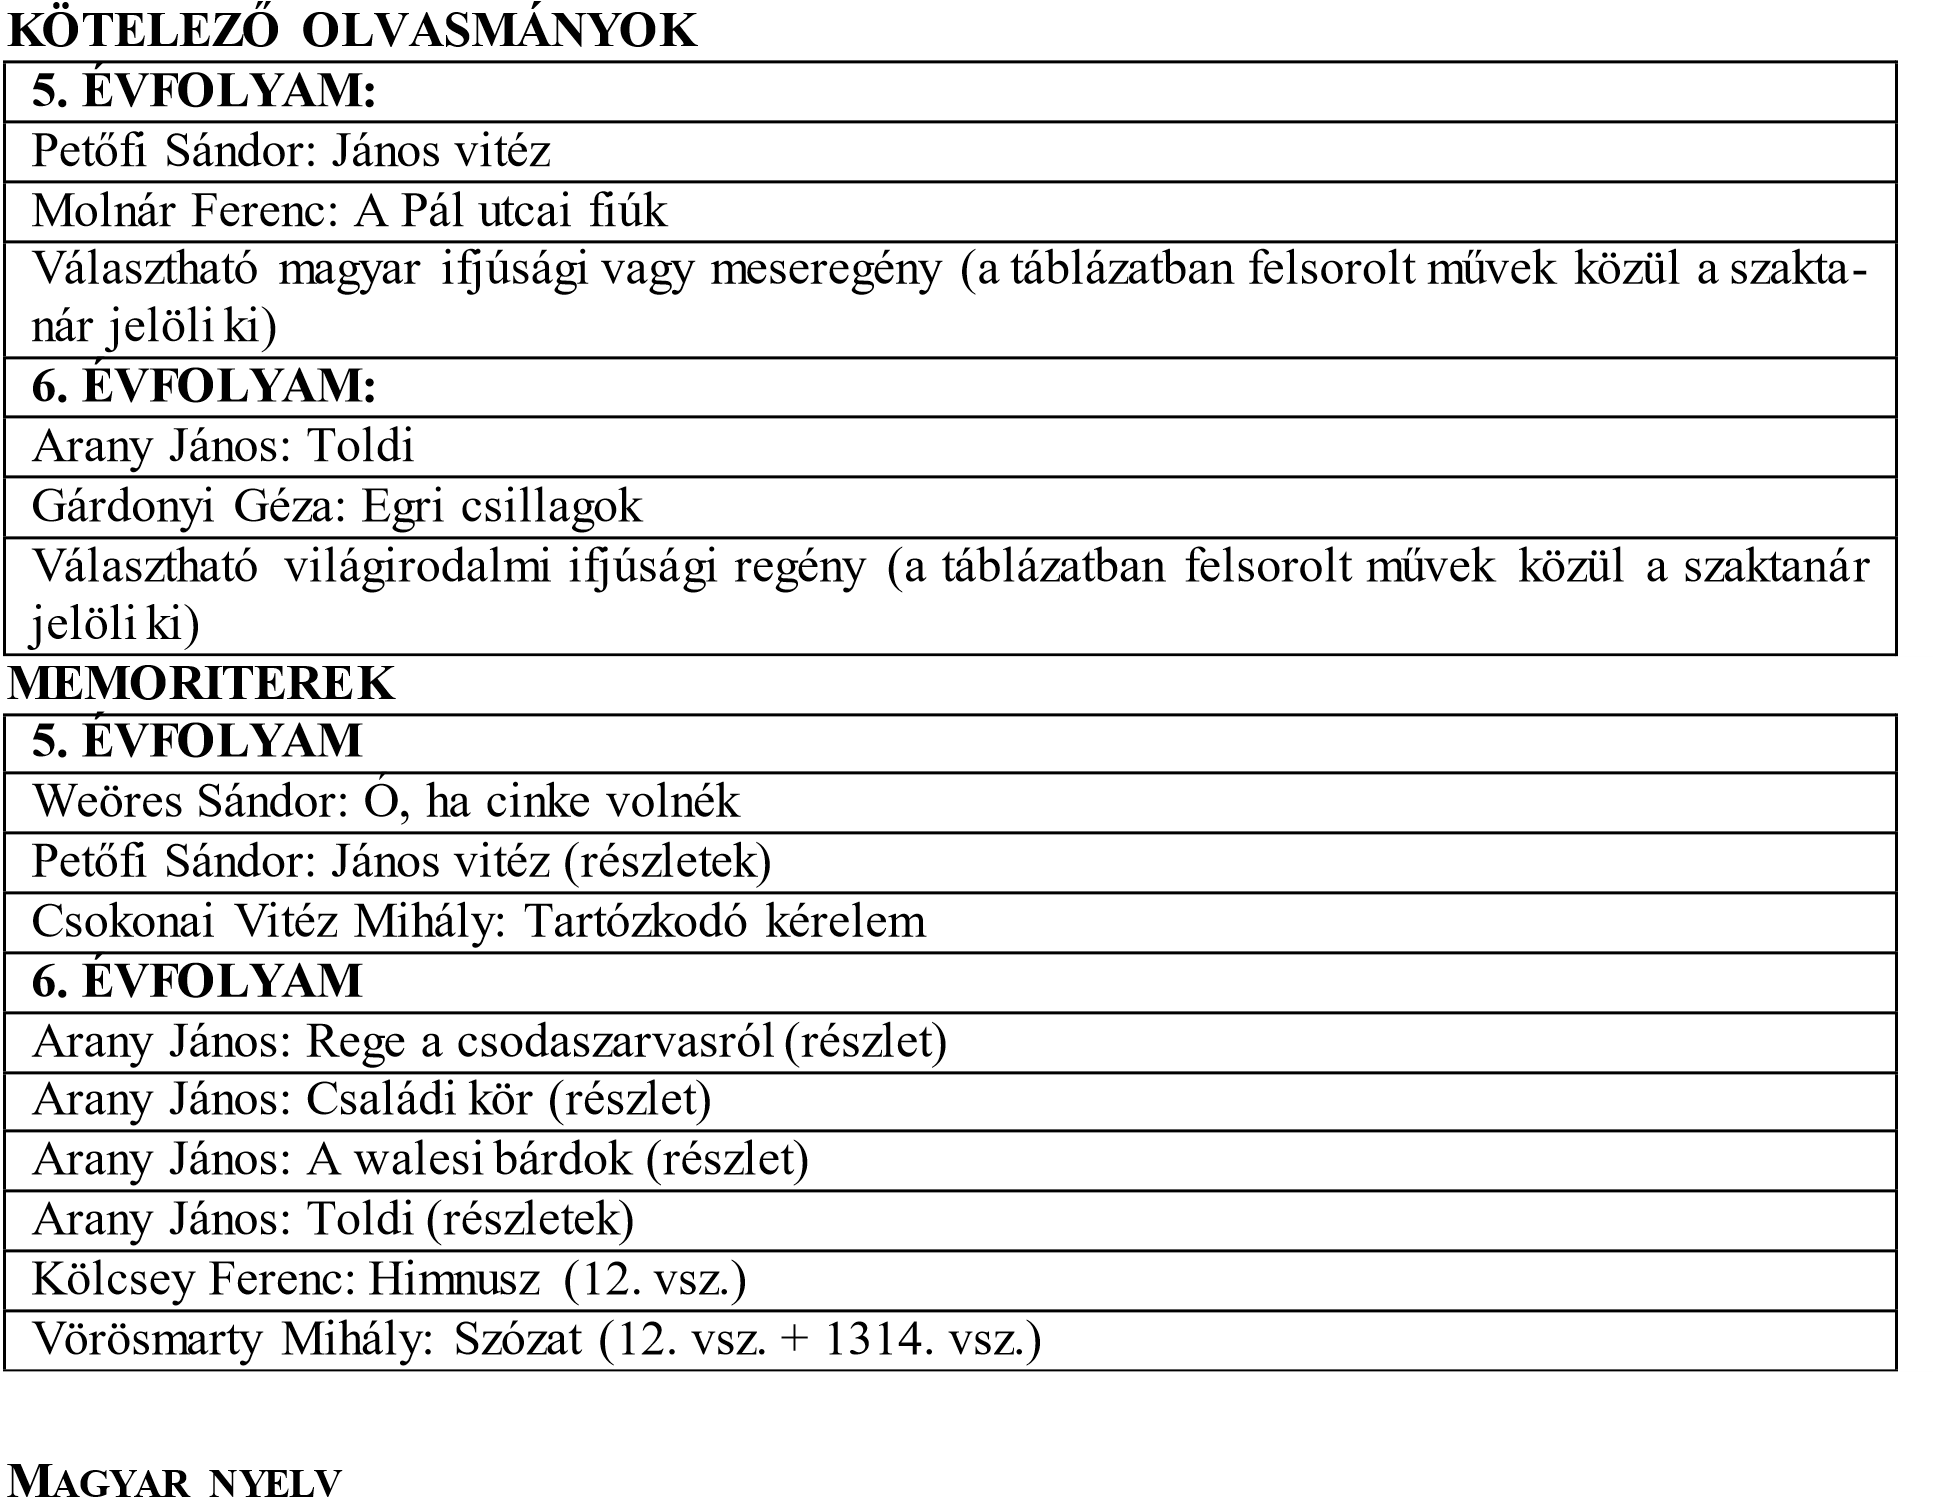 KÖTELEZŐ OLVASMÁNYOK
5. ÉVFOLYAM:
Petőfi Sándor: János vitéz
Molnár Ferenc: A Pál utcai fiúk
Választható magyar ifjúsági vagy meseregény (a táblázatban felsorolt művek közül a szakta-
nár jelöli ki)
6. ÉVFOLYAM:
Arany János: Toldi
Gárdonyi Géza: Egri csillagok
Választható világirodalmi ifjúsági regény (a táblázatban felsorolt művek közül a szaktanár
jelöli ki)
MEMORITEREK
5. ÉVFOLYAM
Weöres Sándor: Ó, ha cinke volnék
Petőfi Sándor: János vitéz (részletek)
Csokonai Vitéz Mihály: Tartózkodó kérelem
6. ÉVFOLYAM
Arany János: Rege a csodaszarvasról (részlet)
Arany János: Családi kör (részlet)
Arany János: A walesi bárdok (részlet)
Arany János: Toldi (részletek)
Kölcsey Ferenc: Himnusz (12. vsz.)
Vörösmarty Mihály: Szózat (12. vsz. + 1314. vsz.)
MAGYAR NYELV